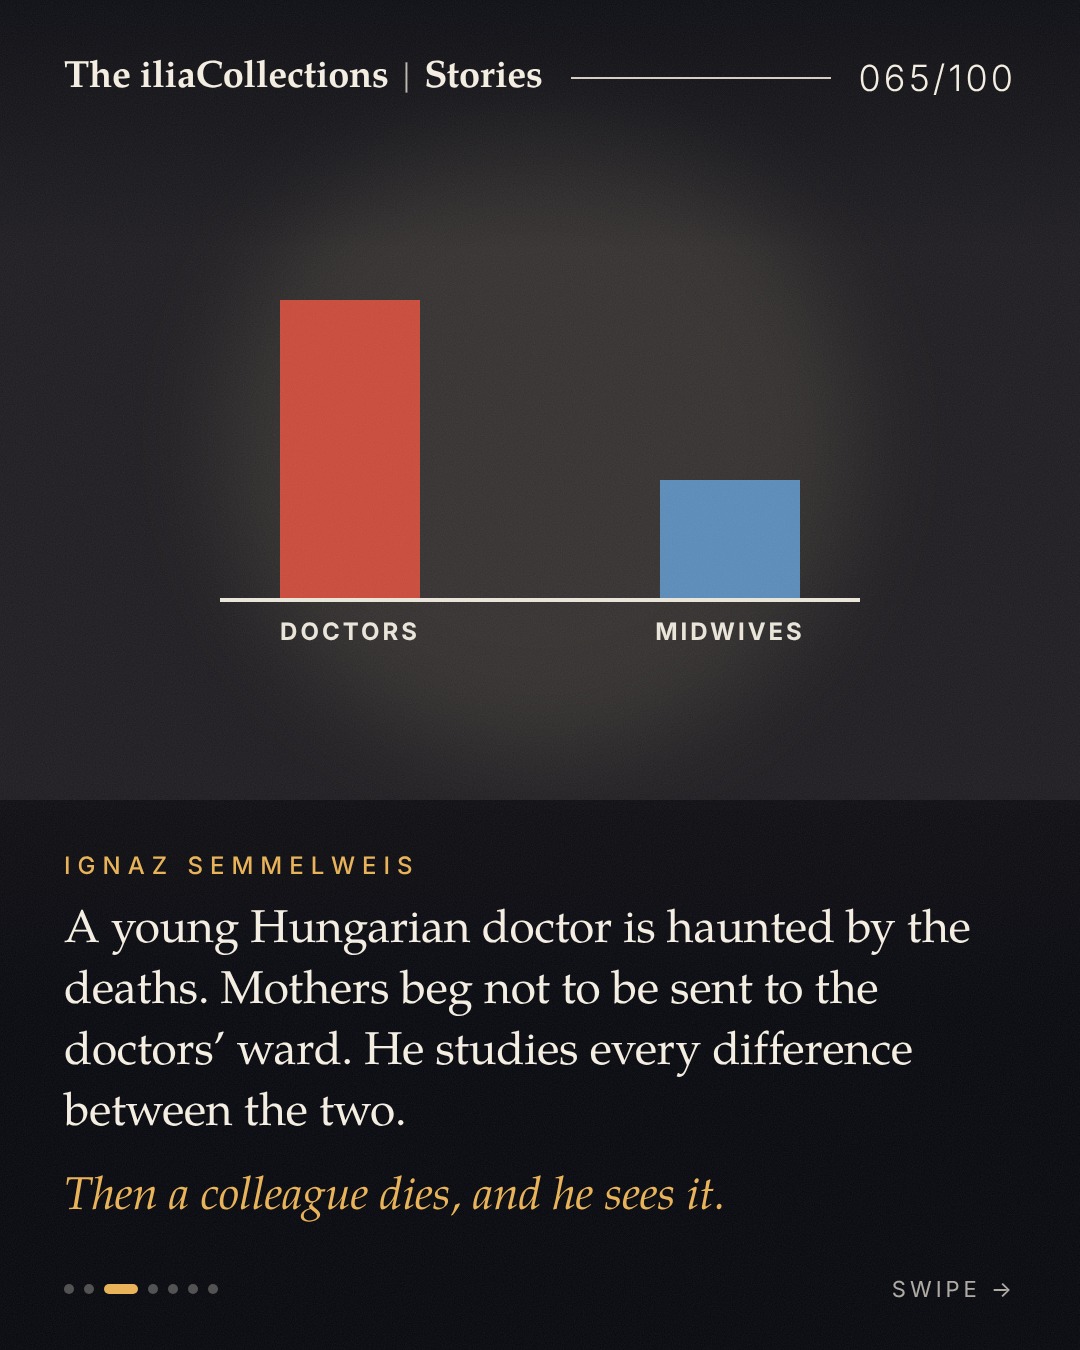 The iliaCollections | Stories 065/100
DOCTORS MIDWIVES
IGNAZ SEMMELWEIS
A young Hungarian doctor is haunted by the
deaths. Mothers beg not to be sent to the
doctors’ ward. He studies every difference
between the two.
Then a colleague dies, and he sees it.
SWIPE →